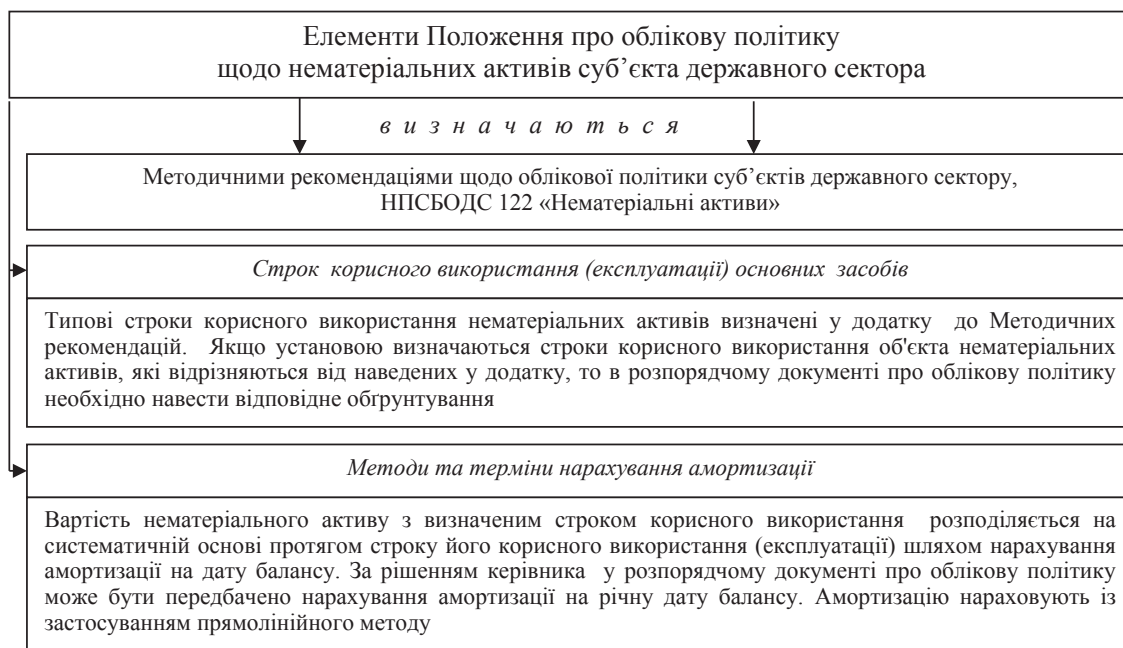 Елементи Положення про облікову політику
щодо нематеріальних активів суб’єкта державного сектора
в и з н а ч а ю т ь с я
Методичними рекомендаціями щодо облікової політики суб’єктів державного сектору,
НПСБОДС 122 «Нематеріальні активи»
Строк корисного використання (експлуатації) основних засобів
Типові строки корисного використання нематеріальних активів визначені у додатку до Методичних
рекомендацій. Якщо установою визначаються строки корисного використання об'єкта нематеріальних
активів, які відрізняються від наведених у додатку, то в розпорядчому документі про облікову політику
необхідно навести відповідне обґрунтування
Методи та терміни нарахування амортизації
Вартість нематеріального активу з визначеним строком корисного використання розподіляється на
систематичній основі протягом строку його корисного використання (експлуатації) шляхом нарахування
амортизації на дату балансу. За рішенням керівника у розпорядчому документі про облікову політику
може бути передбачено нарахування амортизації на річну дату балансу. Амортизацію нараховують із
застосуванням прямолінійного методу